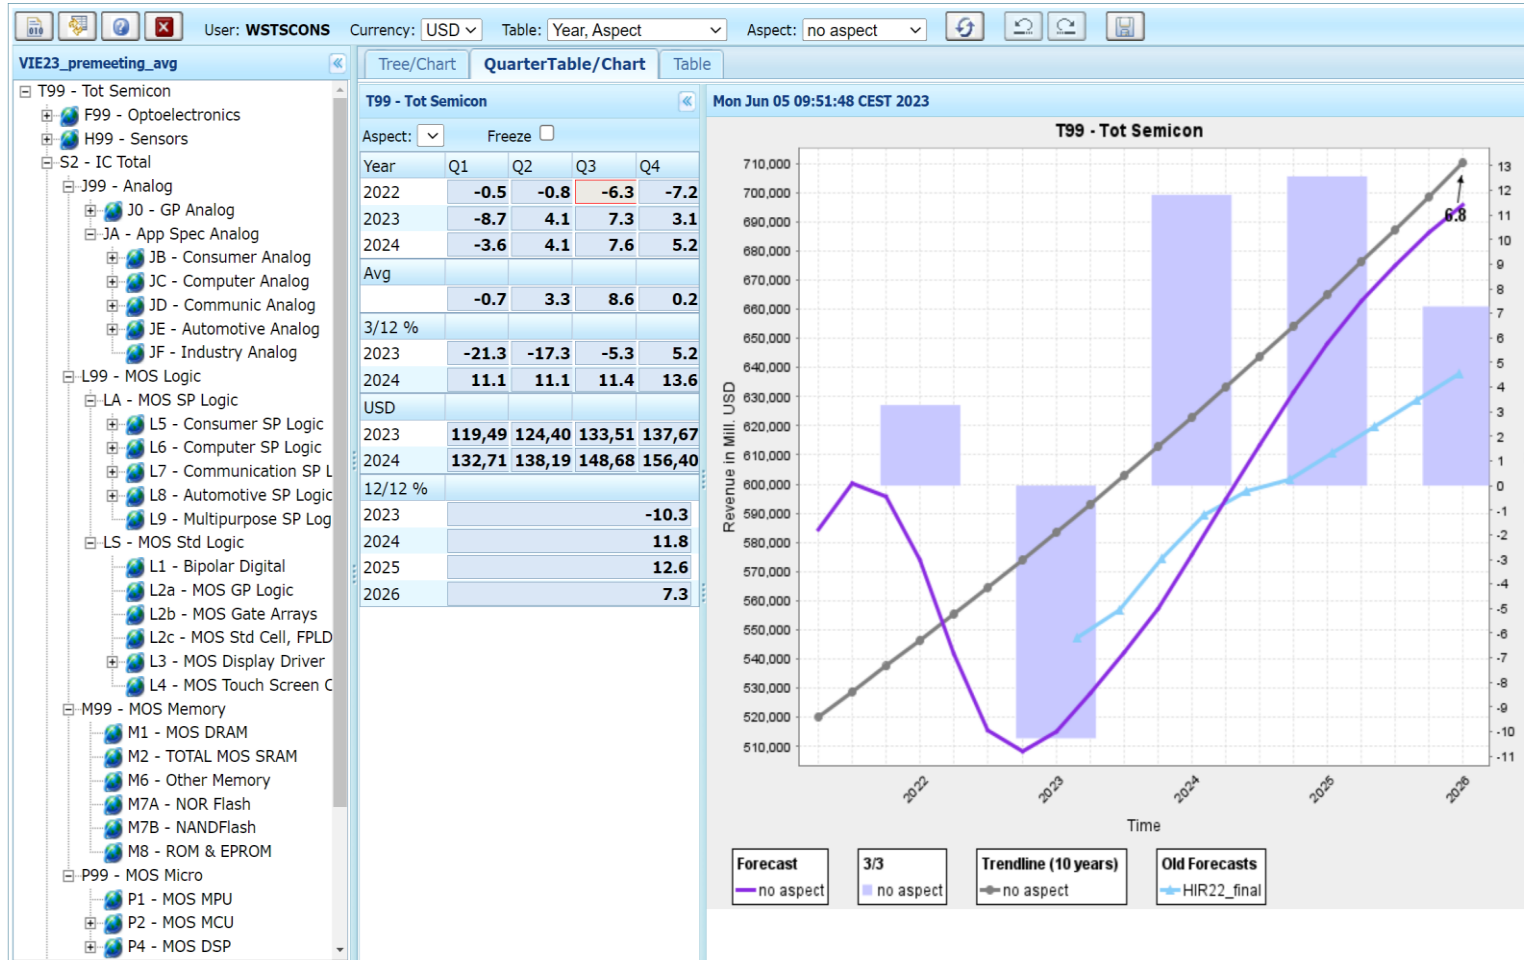 User: WSTSCONS Currency: USD Table: Year, Aspect Aspect: no aspect
VIE23_premeeting_avg
T99 - Tot Semicon
F99 - Optoelectronics
H99 - Sensors
S2 - IC Total
J99 - Analog
J0 - GP Analog
JA - App Spec Analog
JB - Consumer Analog
JC - Computer Analog
JD - Communic Analog
JE - Automotive Analog
JF - Industry Analog
L99 - MOS Logic
LA - MOS SP Logic
L5 - Consumer SP Logic
L6 - Computer SP Logic
L7 - Communication SP L
L8 - Automotive SP Logic
L9 - Multipurpose SP Log
LS - MOS Std Logic
L1 - Bipolar Digital
L2a - MOS GP Logic
L2b - MOS Gate Arrays
L2c - MOS Std Cell, FPLD
L3 - MOS Display Driver
L4 - MOS Touch Screen C
M99 - MOS Memory
M1 - MOS DRAM
M2 - TOTAL MOS SRAM
M6 - Other Memory
M7A - NOR Flash
M7B - NANDFlash
M8 - ROM & EPROM
P99 - MOS Micro
P1 - MOS MPU
P2 - MOS MCU
P4 - MOS DSP
Tree/Chart QuarterTable/Chart Table
T99 - Tot Semicon
Aspect: Freeze
Year Q1 Q2 Q3 Q4
2022 -0.5 -0.8 -6.3 -7.2
2023 -8.7 4.1 7.3 3.1
2024 -3.6 4.1 7.6 5.2
Avg
-0.7 3.3 8.6 0.2
3/12 %
2023 -21.3 -17.3 -5.3 5.2
2024 11.1 11.1 11.4 13.6
USD
2023 119,49 124,40 133,51 137,67
2024 132,71 138,19 148,68 156,40
12/12 %
2023 -10.3
2024 11.8
2025 12.6
2026 7.3
Mon Jun 05 09:51:48 CEST 2023
T99 - Tot Semicon
Revenue in Mill. USD
710,000
700,000
690,000
680,000
670,000
660,000
650,000
640,000
630,000
620,000
610,000
600,000
590,000
580,000
570,000
560,000
550,000
540,000
530,000
520,000
510,000
6.8
13
12
11
10
9
8
7
6
5
4
3
2
1
0
-1
-2
-3
-4
-5
-6
-7
-8
-9
-10
-11
2022 2023 2024 2025 2026
Time
Forecast
no aspect
3/3
no aspect
Trendline (10 years)
no aspect
Old Forecasts
HIR22_final